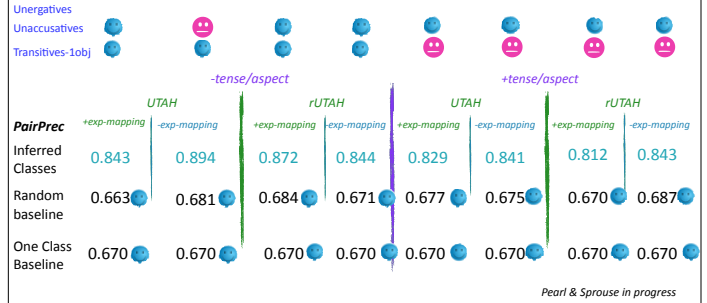 Unergatives
Unaccusatives
Transitives-1obj
-tense/aspect +tense/aspect
UTAH rUTAH UTAH rUTAH
PairPrec +exp-mapping -exp-mapping +exp-mapping -exp-mapping +exp-mapping -exp-mapping +exp-mapping -exp-mapping
Inferred
Classes 0.843 0.894 0.872 0.844 0.829 0.841 0.812 0.843
Random
baseline 0.663 0.681 0.684 0.671 0.677 0.675 0.670 0.687
One Class
Baseline 0.670 0.670 0.670 0.670 0.670 0.670 0.670 0.670
Pearl & Sprouse in progress